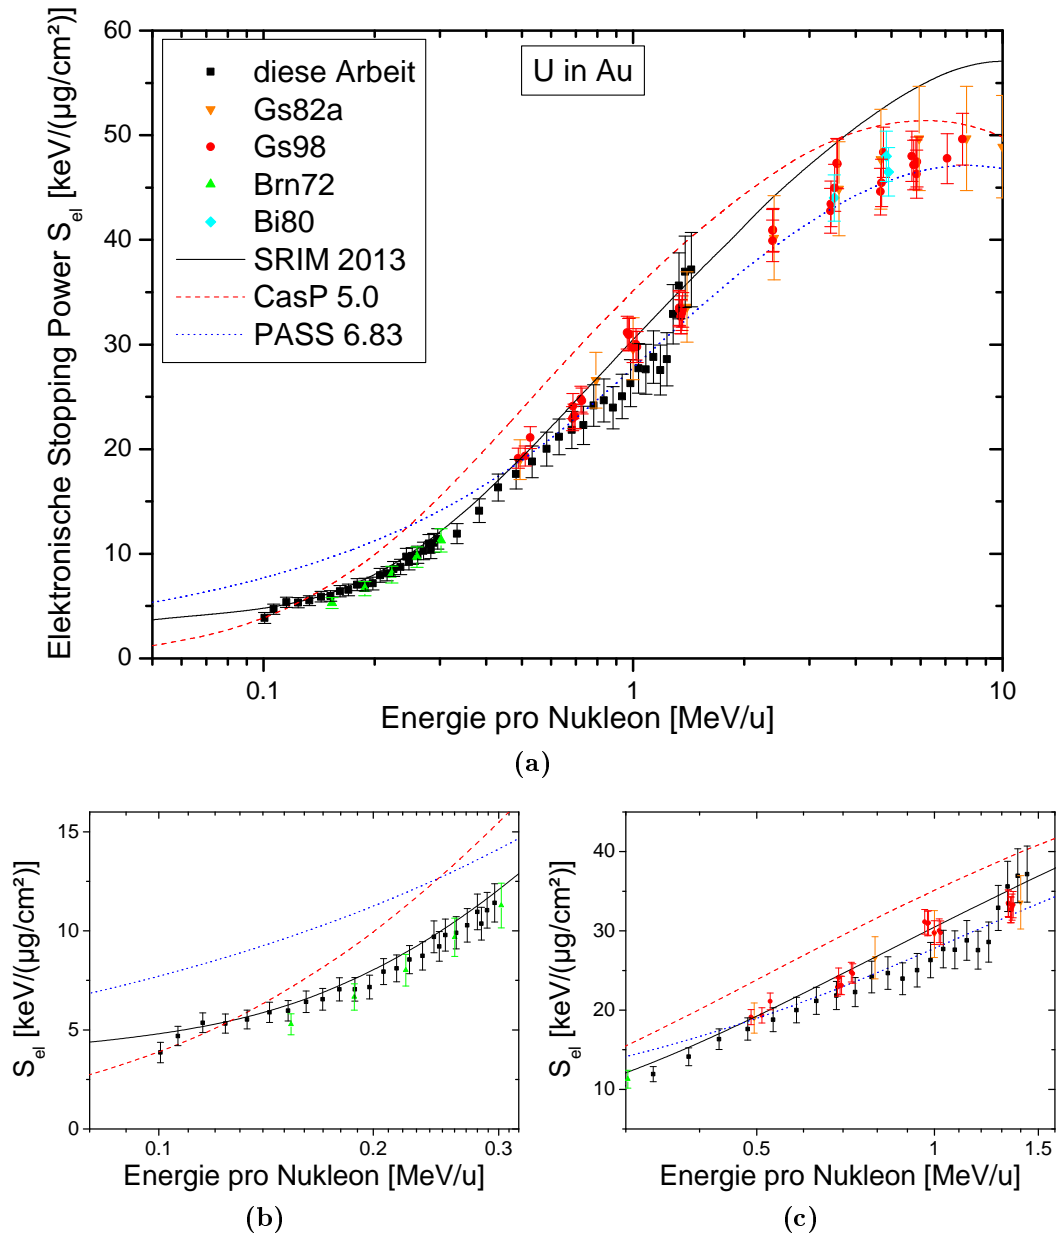 60
50
40
30
20
10
0
Elektronische Stopping Power S_el [keV/(µg/cm²)]
diese Arbeit
Gs82a
Gs98
Brn72
Bi80
SRIM 2013
CasP 5.0
PASS 6.83
U in Au
0.1
1
10
Energie pro Nukleon [MeV/u]
(a)
15
10
5
0
S_el [keV/(µg/cm²)]
0.1
0.2
0.3
Energie pro Nukleon [MeV/u]
(b)
40
30
20
10
S_el [keV/(µg/cm²)]
0.5
1
1.5
Energie pro Nukleon [MeV/u]
(c)